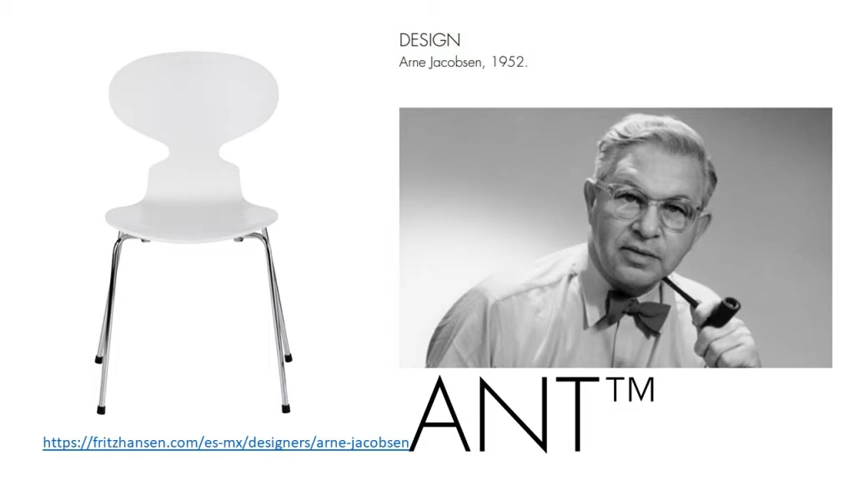 DESIGN
Arne Jacobsen, 1952.
ANT™
https://fritzhansen.com/es-mx/designers/arne-jacobsen